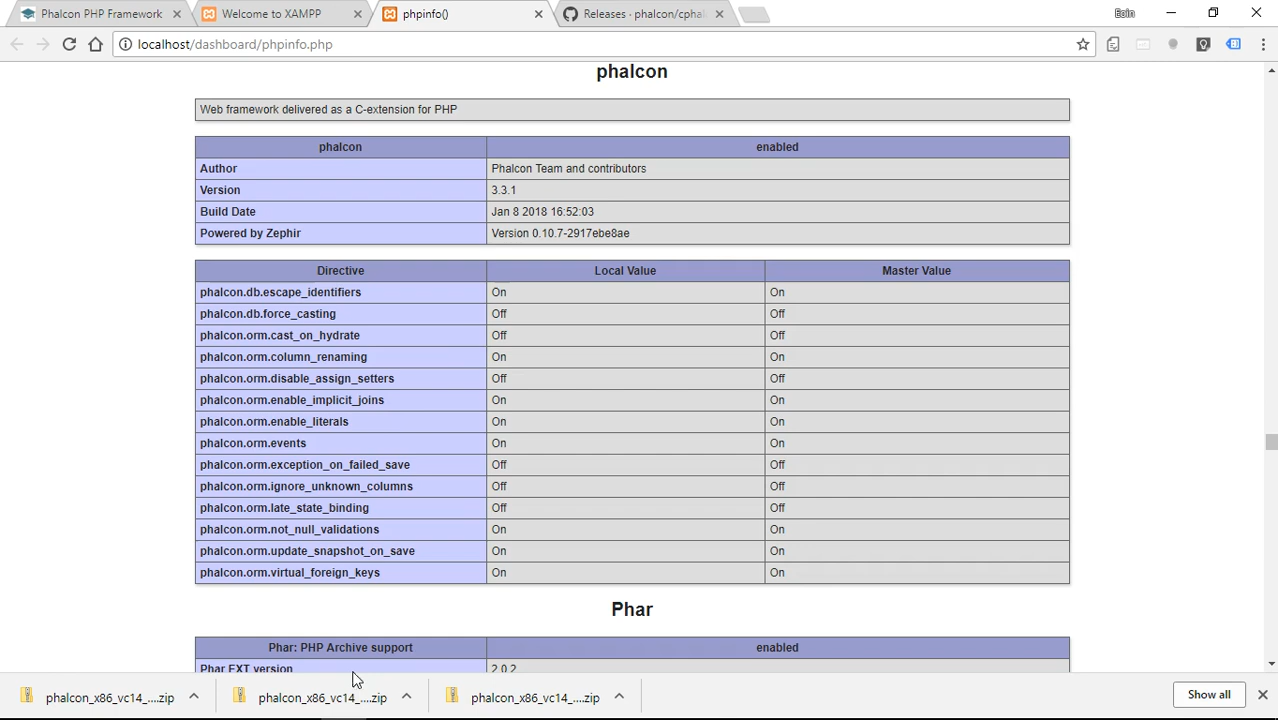 Phalcon PHP Framework
Welcome to XAMPP
phpinfo()
Releases · phalcon/cphal
Eoin
localhost/dashboard/phpinfo.php
phalcon
Web framework delivered as a C-extension for PHP
phalcon enabled
Author Phalcon Team and contributors
Version 3.3.1
Build Date Jan 8 2018 16:52:03
Powered by Zephir Version 0.10.7-2917ebe8ae
Directive Local Value Master Value
phalcon.db.escape_identifiers On On
phalcon.db.force_casting Off Off
phalcon.orm.cast_on_hydrate Off Off
phalcon.orm.column_renaming On On
phalcon.orm.disable_assign_setters Off Off
phalcon.orm.enable_implicit_joins On On
phalcon.orm.enable_literals On On
phalcon.orm.events On On
phalcon.orm.exception_on_failed_save Off Off
phalcon.orm.ignore_unknown_columns Off Off
phalcon.orm.late_state_binding Off Off
phalcon.orm.not_null_validations On On
phalcon.orm.update_snapshot_on_save On On
phalcon.orm.virtual_foreign_keys On On
Phar
Phar: PHP Archive support enabled
Phar EXT version 2.0.2
phalcon_x86_vc14_....zip
phalcon_x86_vc14_....zip
phalcon_x86_vc14_....zip
Show all